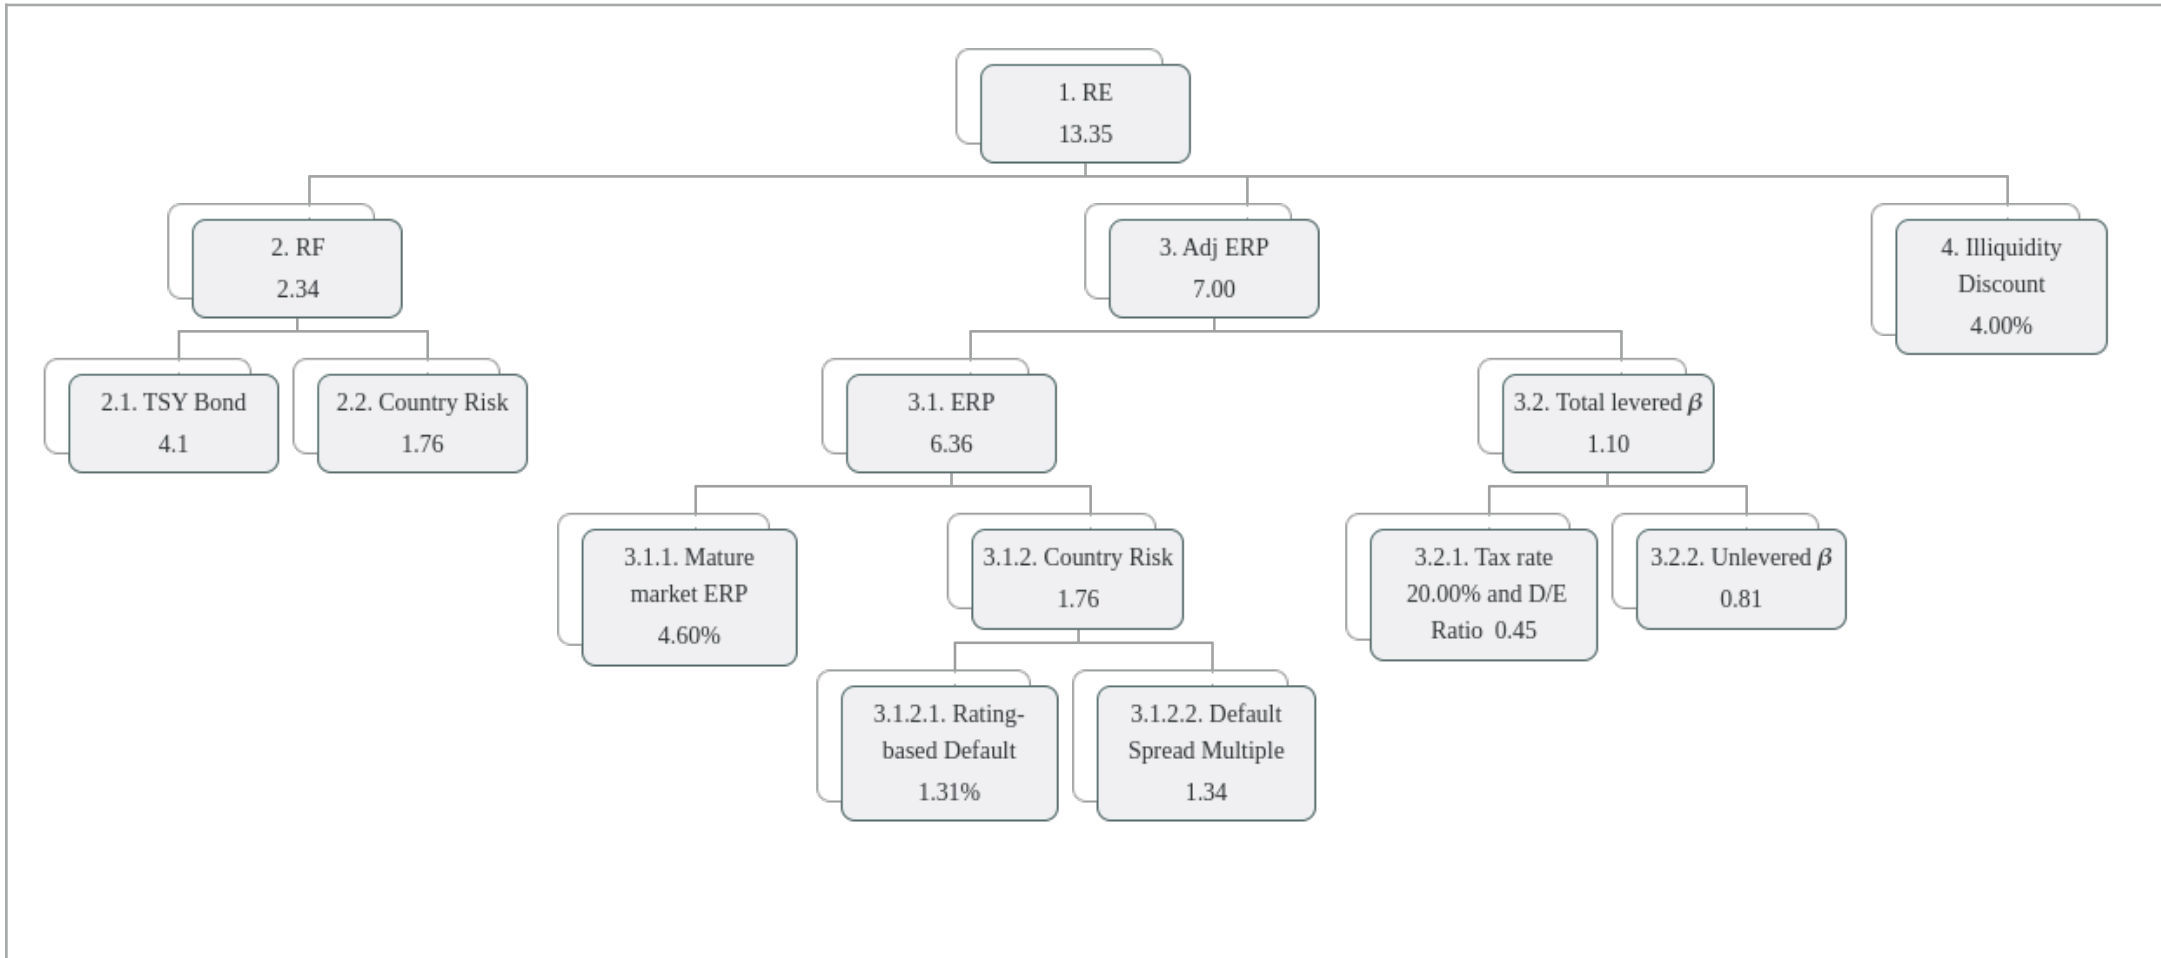 1. RE
13.35
2. RF
2.34
3. Adj ERP
7.00
4. Illiquidity
Discount
4.00%
2.1. TSY Bond
4.1
2.2. Country Risk
1.76
3.1. ERP
6.36
3.2. Total levered β
1.10
3.1.1. Mature
market ERP
4.60%
3.1.2. Country Risk
1.76
3.2.1. Tax rate
20.00% and D/E
Ratio 0.45
3.2.2. Unlevered β
0.81
3.1.2.1. Rating-
based Default
1.31%
3.1.2.2. Default
Spread Multiple
1.34